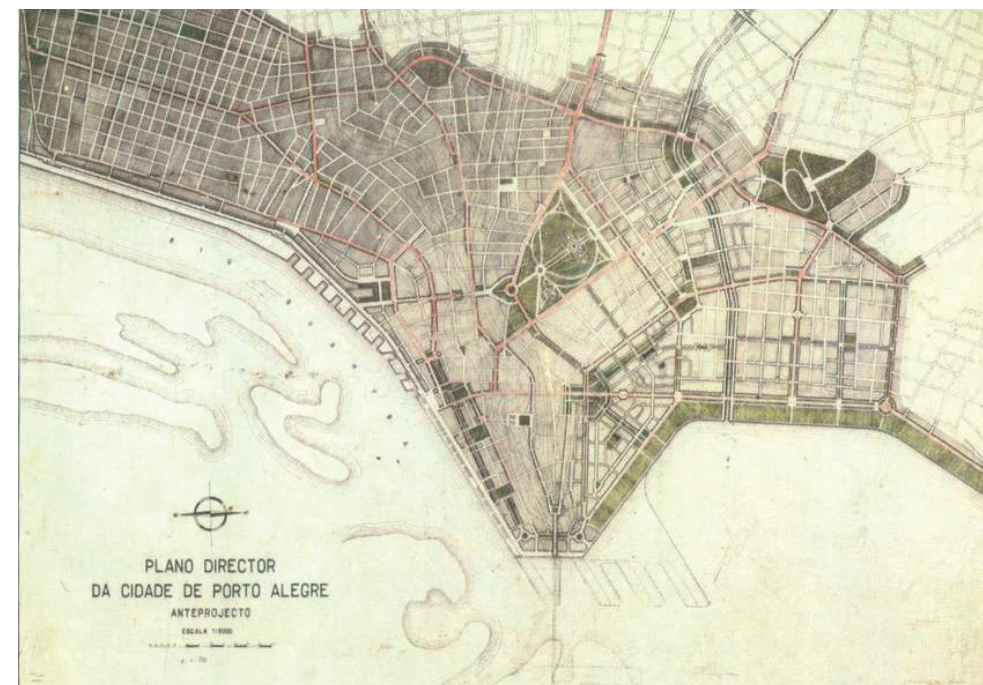 PLANO DIRECTOR
DA CIDADE DE PORTO ALEGRE
ANTEPROJECTO
ESCALA 1:5000